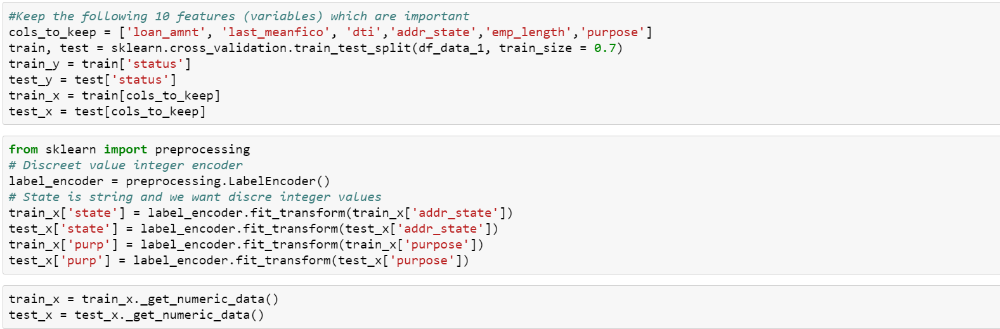 #Keep the following 10 features (variables) which are important
cols_to_keep = ['loan_amnt', 'last_meanfico', 'dti','addr_state','emp_length','purpose']
train, test = sklearn.cross_validation.train_test_split(df_data_1, train_size = 0.7)
train_y = train['status']
test_y = test['status']
train_x = train[cols_to_keep]
test_x = test[cols_to_keep]
from sklearn import preprocessing
# Discreet value integer encoder
label_encoder = preprocessing.LabelEncoder()
# State is string and we want discre integer values
train_x['state'] = label_encoder.fit_transform(train_x['addr_state'])
test_x['state'] = label_encoder.fit_transform(test_x['addr_state'])
train_x['purp'] = label_encoder.fit_transform(train_x['purpose'])
test_x['purp'] = label_encoder.fit_transform(test_x['purpose'])
train_x = train_x._get_numeric_data()
test_x = test_x._get_numeric_data()